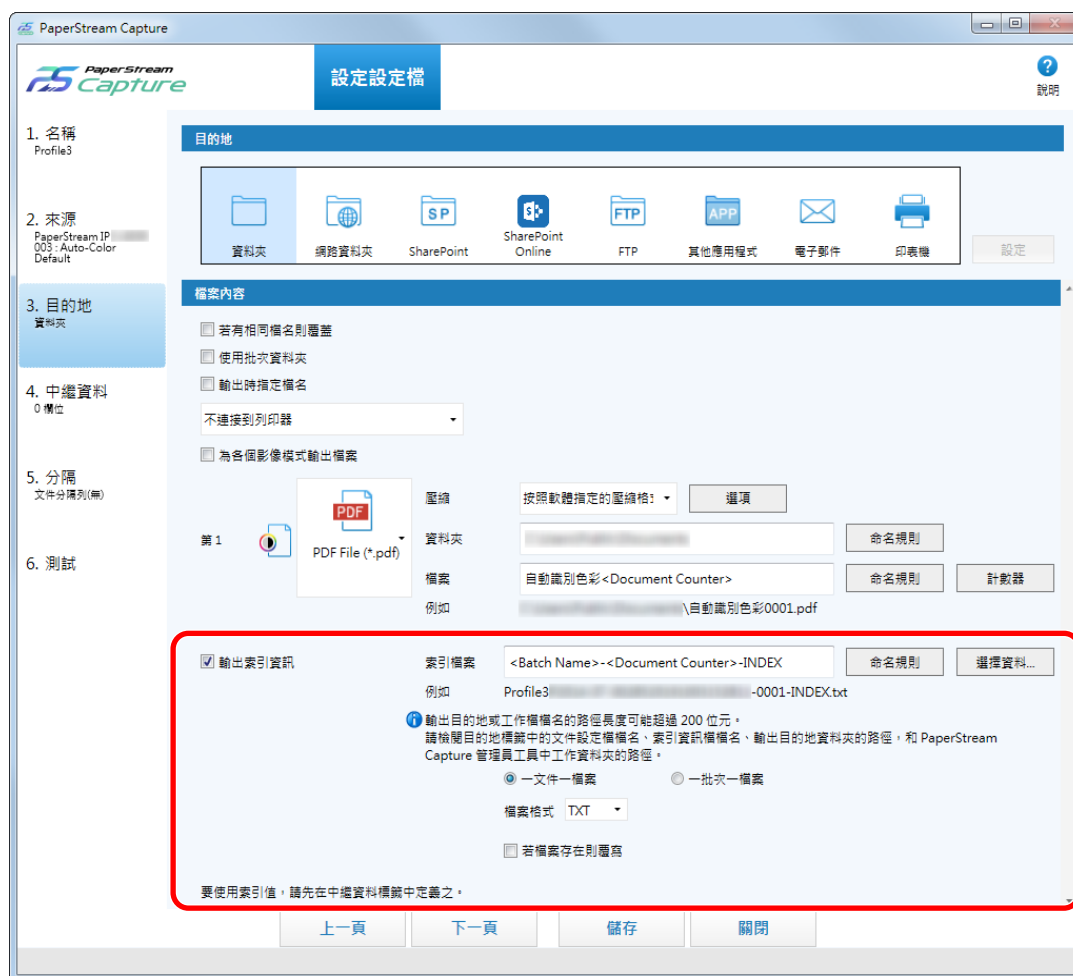 PaperStream Capture
PaperStream
Capture
設定設定檔
說明
1. 名稱
Profile3
2. 來源
PaperStream IP
003 : Auto-Color
Default
3. 目的地
資料夾
4. 中繼資料
0 欄位
5. 分隔
文件分隔列(無)
6. 測試
目的地
資料夾
網路資料夾
SP
SharePoint
SharePoint
Online
FTP
FTP
APP
其他應用程式
電子郵件
印表機
設定
檔案內容
若有相同檔名則覆蓋
使用批次資料夾
輸出時指定檔名
不連接到列印器
為各個影像模式輸出檔案
第 1
PDF
PDF File (*.pdf)
壓縮
按照軟體指定的壓縮格式
選項
資料夾
命名規則
檔案
自動識別色彩<Document Counter>
命名規則
計數器
例如
\自動識別色彩0001.pdf
輸出索引資訊
索引檔案
<Batch Name>-<Document Counter>-INDEX
命名規則
選擇資料...
例如
Profile3
-0001-INDEX.txt
輸出目的地或工作檔檔名的路徑長度可能超過 200 位元。
請檢閱目的地標籤中的文件設定檔檔名、索引資訊檔檔名、輸出目的地資料夾的路徑，和 PaperStream
Capture 管理員工具中工作資料夾的路徑。
一文件一檔案
一批次一檔案
檔案格式
TXT
若檔案存在則覆寫
要使用索引值，請先在中繼資料標籤中定義之。
上一頁
下一頁
儲存
關閉